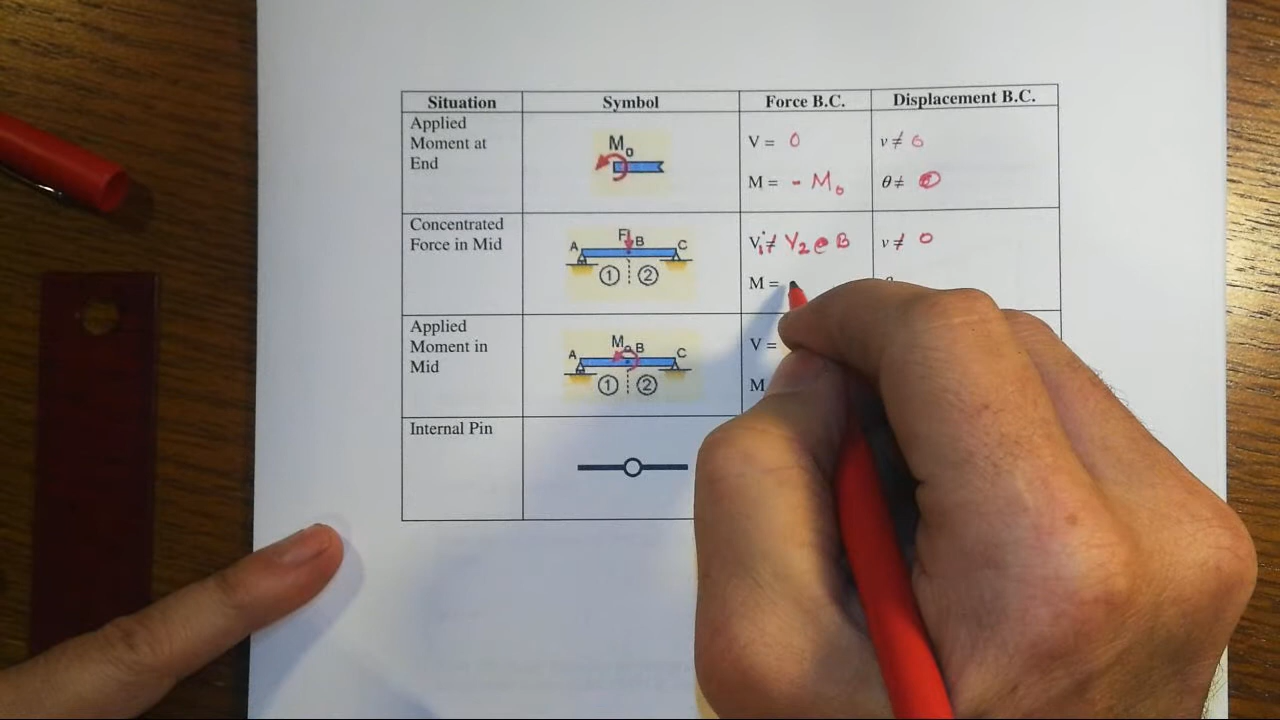 Situation Symbol Force B.C. Displacement B.C.
Applied
Moment at
End
M₀
V = 0
M = - M₀
v ≠ 0
θ ≠ 0
Concentrated
Force in Mid
F
A B C
① ②
V₁ ≠ V₂ @ B
M =
v ≠ 0
Applied
Moment in
Mid
M₀
A B C
① ②
V =
M
Internal Pin